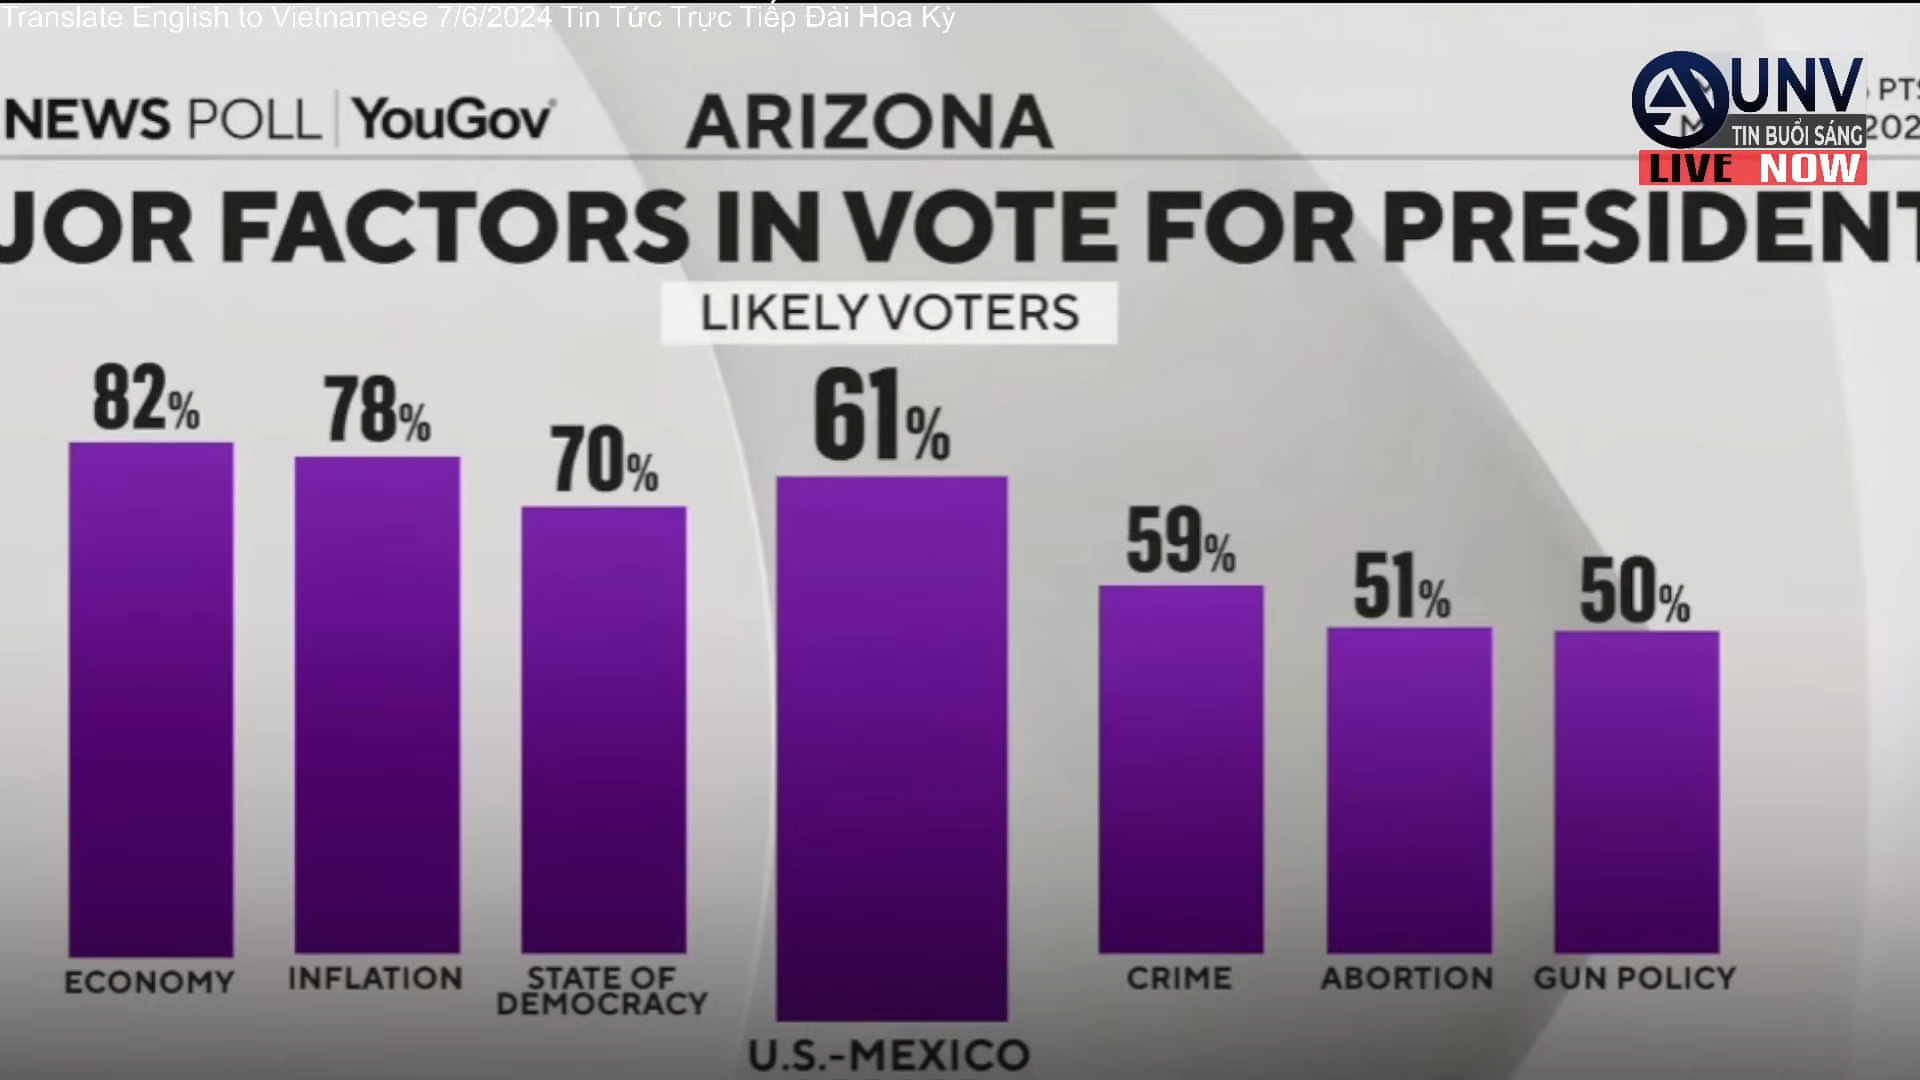 Translate English to Vietnamese 7/6/2024 Tin Tức Trực Tiếp Đài Hoa Kỳ
NEWS POLL | YouGov
ARIZONA
PTS
202
UNV
TIN BUỔI SÁNG
LIVE NOW
JOR FACTORS IN VOTE FOR PRESIDENT
LIKELY VOTERS
82% 78% 70% 61% 59% 51% 50%
ECONOMY INFLATION STATE OF DEMOCRACY U.S.-MEXICO CRIME ABORTION GUN POLICY